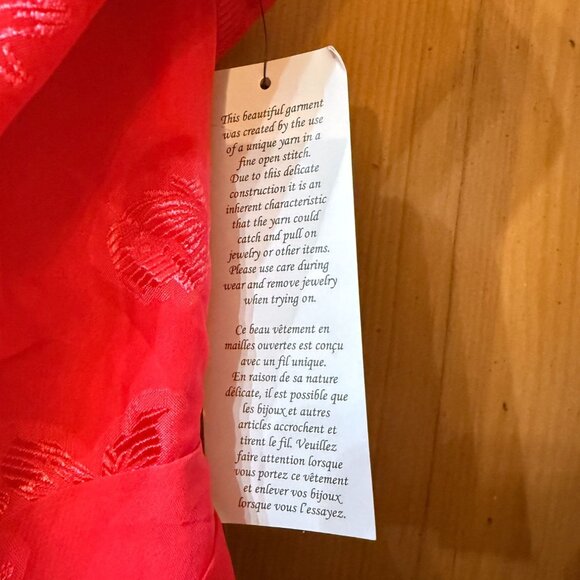 This beautiful garment
was created by the use
of a unique yarn in a
fine open stitch.
Due to this delicate
construction it is an
inherent characteristic
that the yarn could
catch and pull on
jewelry or other items.
Please use care during
wear and remove jewelry
when trying on.
Ce beau vêtement en
mailles ouvertes est conçu
avec un fil unique.
En raison de sa nature
délicate, il est possible que
les bijoux et autres
articles accrochent et
tirent le fil. Veuillez
faire attention lorsque
vous portez ce vêtement
et enlever vos bijoux
lorsque vous l'essayez.